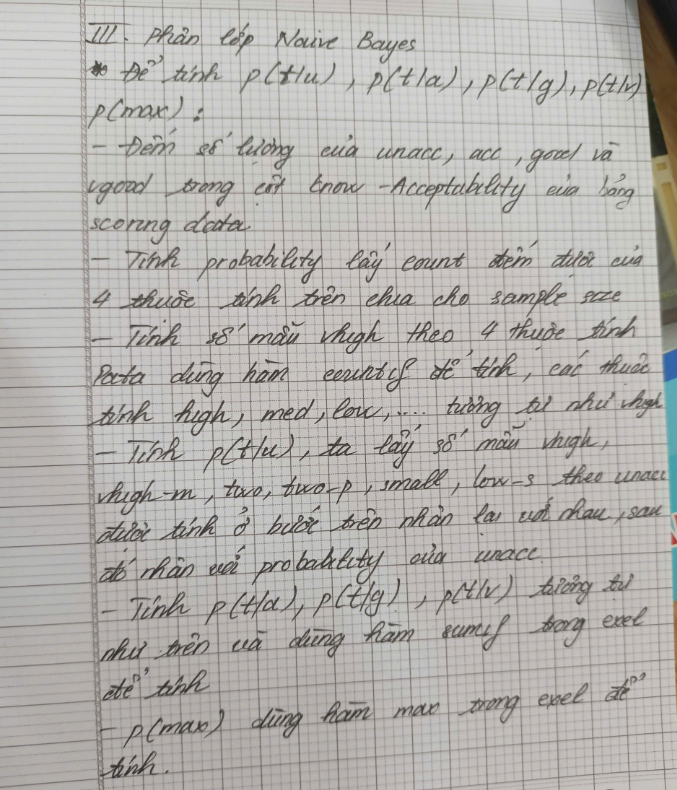 III. Phân lớp Naive Bayes
* Để tính p(t/u), p(t/a), p(t/g), p(t/v)
p(max):
- Đếm số lượng của unacc, acc, good và
vgood trong cột know-Acceptability của bảng
scoring data.
- Tính probability lấy count đếm được của
4 thuộc tính trên chia cho sample size
- Tính số mẫu vhigh theo 4 thuộc tính
Data dùng hàm countif để tính, các thuộc
tính high, med, low, .... tương tự như vhigh
- Tính p(t/u), ta lấy số mẫu vhigh,
vhigh-m, two, two-p, small, low-s theo unacc
được tính ở bước trên nhân lại với nhau, sau
đó nhân với probability của unacc.
- Tính p(t/a), p(t/g), p(t/v) tương tự
như trên và dùng hàm sumif trong exel
để tính
- p(max) dùng hàm max trong exel để
tính.